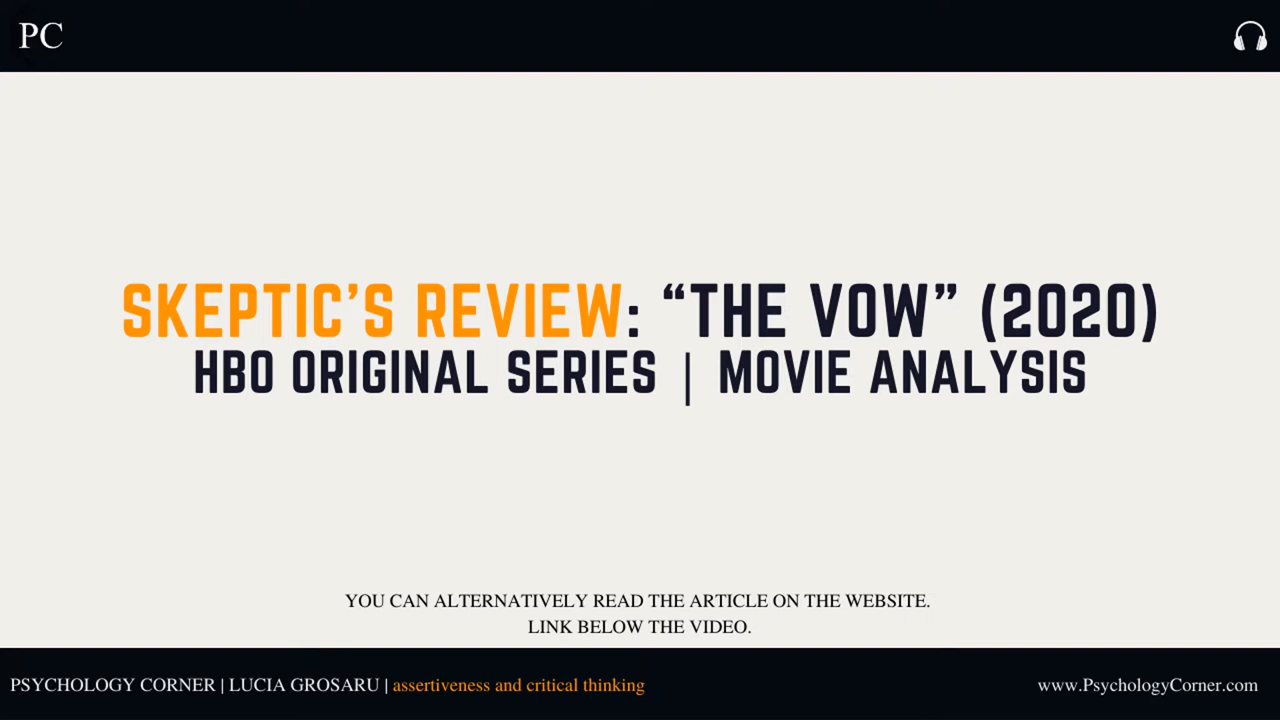 PC
SKEPTIC’S REVIEW: “THE VOW” (2020)
HBO ORIGINAL SERIES | MOVIE ANALYSIS
YOU CAN ALTERNATIVELY READ THE ARTICLE ON THE WEBSITE.
LINK BELOW THE VIDEO.
PSYCHOLOGY CORNER | LUCIA GROSARU | assertiveness and critical thinking
www.PsychologyCorner.com